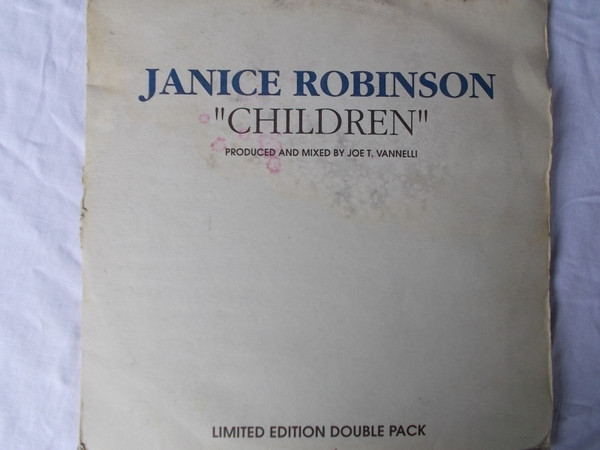 JANICE ROBINSON
"CHILDREN"
PRODUCED AND MIXED BY JOE T. VANNELLI
LIMITED EDITION DOUBLE PACK